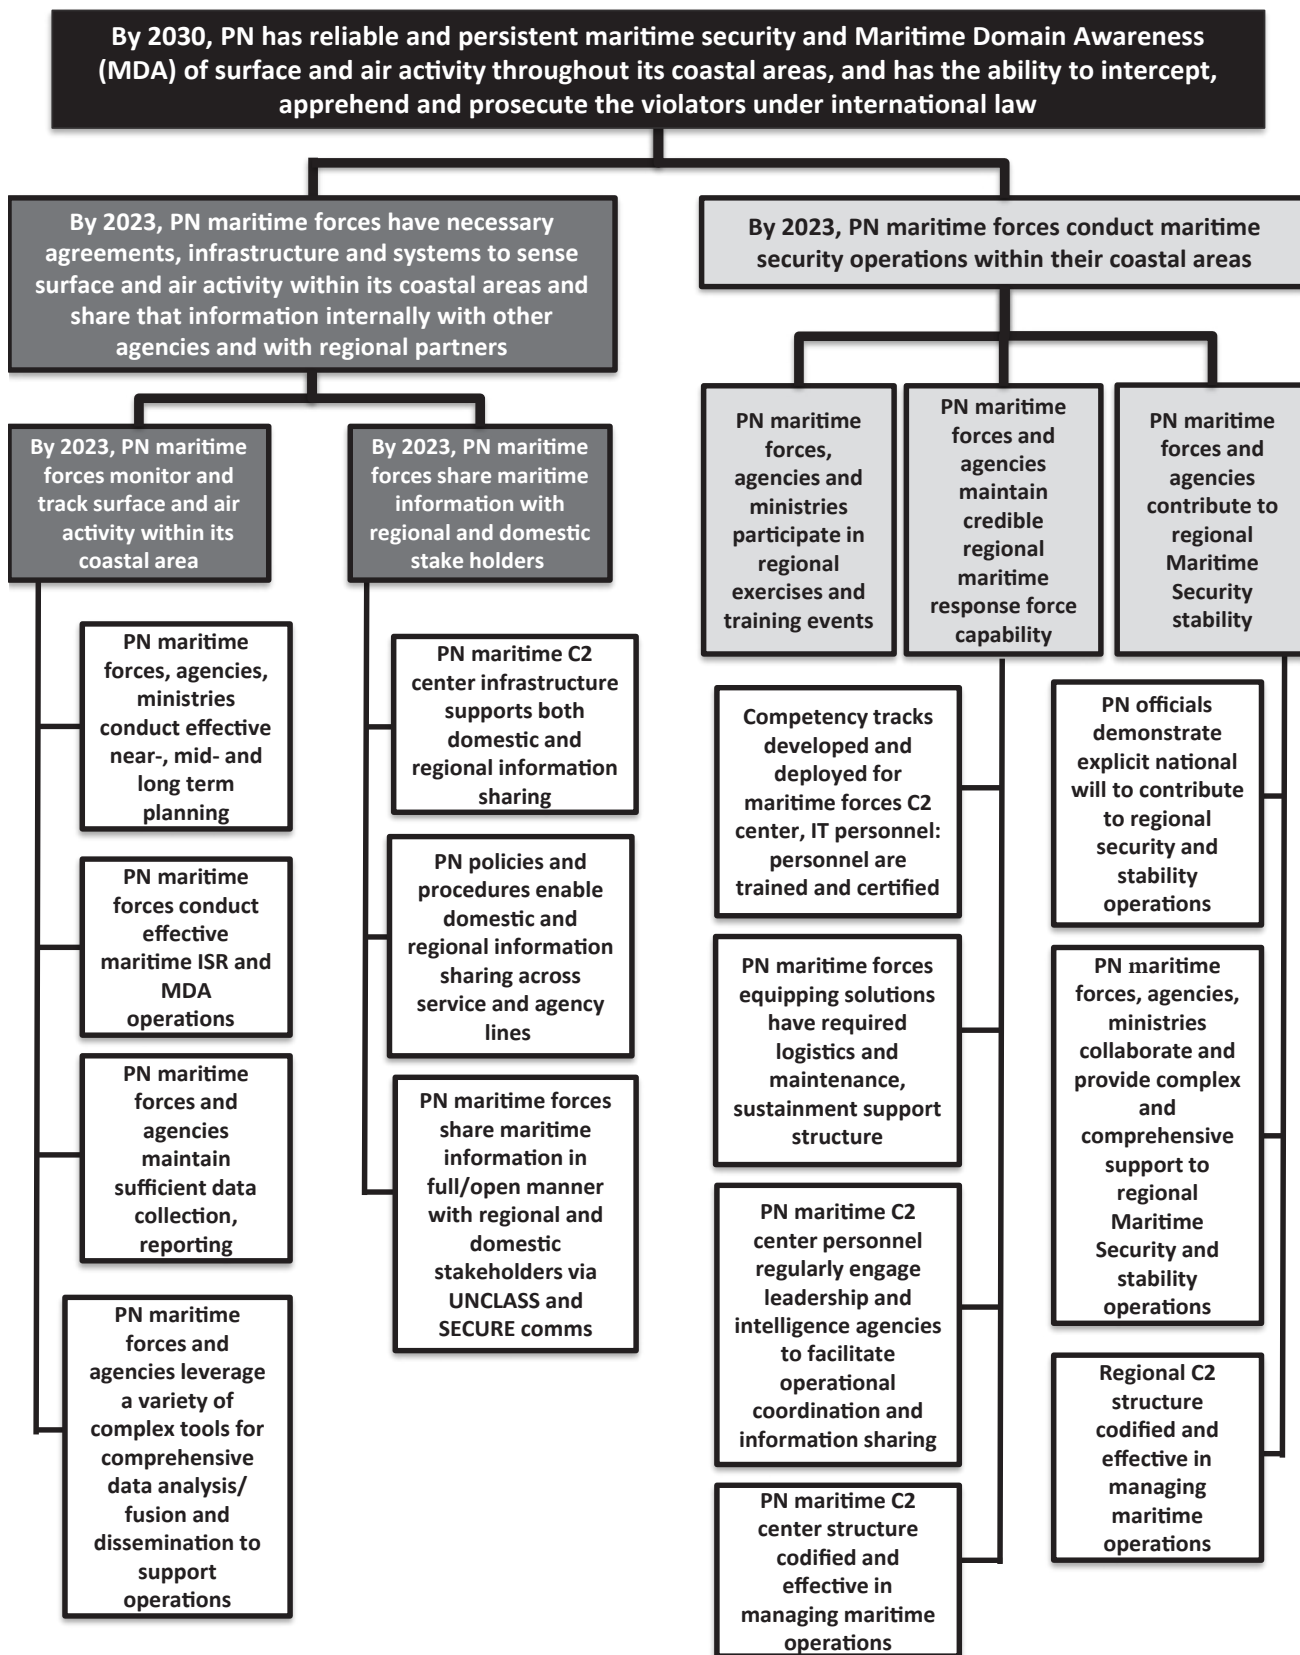 By 2030, PN has reliable and persistent maritime security and Maritime Domain Awareness
(MDA) of surface and air activity throughout its coastal areas, and has the ability to intercept,
apprehend and prosecute the violators under international law
By 2023, PN maritime forces have necessary
agreements, infrastructure and systems to sense
surface and air activity within its coastal areas and
share that information internally with other
agencies and with regional partners
By 2023, PN maritime
forces monitor and
track surface and air
activity within its
coastal area
PN maritime
forces, agencies,
ministries
conduct effective
near-, mid- and
long term
planning
PN maritime
forces conduct
effective
maritime ISR and
MDA
operations
PN maritime
forces and
agencies
maintain
sufficient data
collection,
reporting
PN maritime
forces and
agencies leverage
a variety of
complex tools for
comprehensive
data analysis/
fusion and
dissemination to
support
operations
By 2023, PN maritime
forces share maritime
information with
regional and domestic
stake holders
PN maritime C2
center infrastructure
supports both
domestic and
regional information
sharing
PN policies and
procedures enable
domestic and
regional information
sharing across
service and agency
lines
PN maritime forces
share maritime
information in
full/open manner
with regional and
domestic
stakeholders via
UNCLASS and
SECURE comms
By 2023, PN maritime forces conduct maritime
security operations within their coastal areas
PN maritime
forces,
agencies and
ministries
participate in
regional
exercises and
training events
PN maritime
forces and
agencies
maintain
credible
regional
maritime
response force
capability
Competency tracks
developed and
deployed for
maritime forces C2
center, IT personnel:
personnel are
trained and certified
PN maritime forces
equipping solutions
have required
logistics and
maintenance,
sustainment support
structure
PN maritime C2
center personnel
regularly engage
leadership and
intelligence agencies
to facilitate
operational
coordination and
information sharing
PN maritime C2
center structure
codified and
effective in
managing maritime
operations
PN maritime
forces and
agencies
contribute to
regional
Maritime
Security
stability
PN officials
demonstrate
explicit national
will to contribute
to regional
security and
stability
operations
PN maritime
forces, agencies,
ministries
collaborate and
provide complex
and
comprehensive
support to
regional
Maritime
Security and
stability
operations
Regional C2
structure
codified and
effective in
managing
maritime
operations